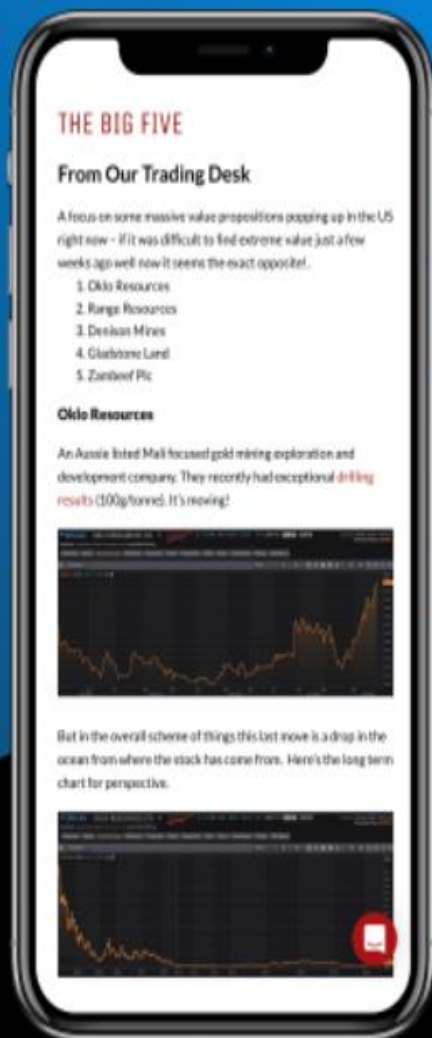 THE BIG FIVE
From Our Trading Desk
A focus on some massive value propositions popping up in the US
right now – if it was difficult to find extreme value just a few
weeks ago well now it seems the exact opposite!.
1. Oklo Resources
2. Range Resources
3. Denison Mines
4. Gladstone Land
5. Zambeef Plc
Oklo Resources
An Aussie listed Mali focused gold mining exploration and
development company. They recently had exceptional drilling
results (100g/tonne). It's moving!
But in the overall scheme of things this last move is a drop in the
ocean from where the stock has come from. Here's the long term
chart for perspective.